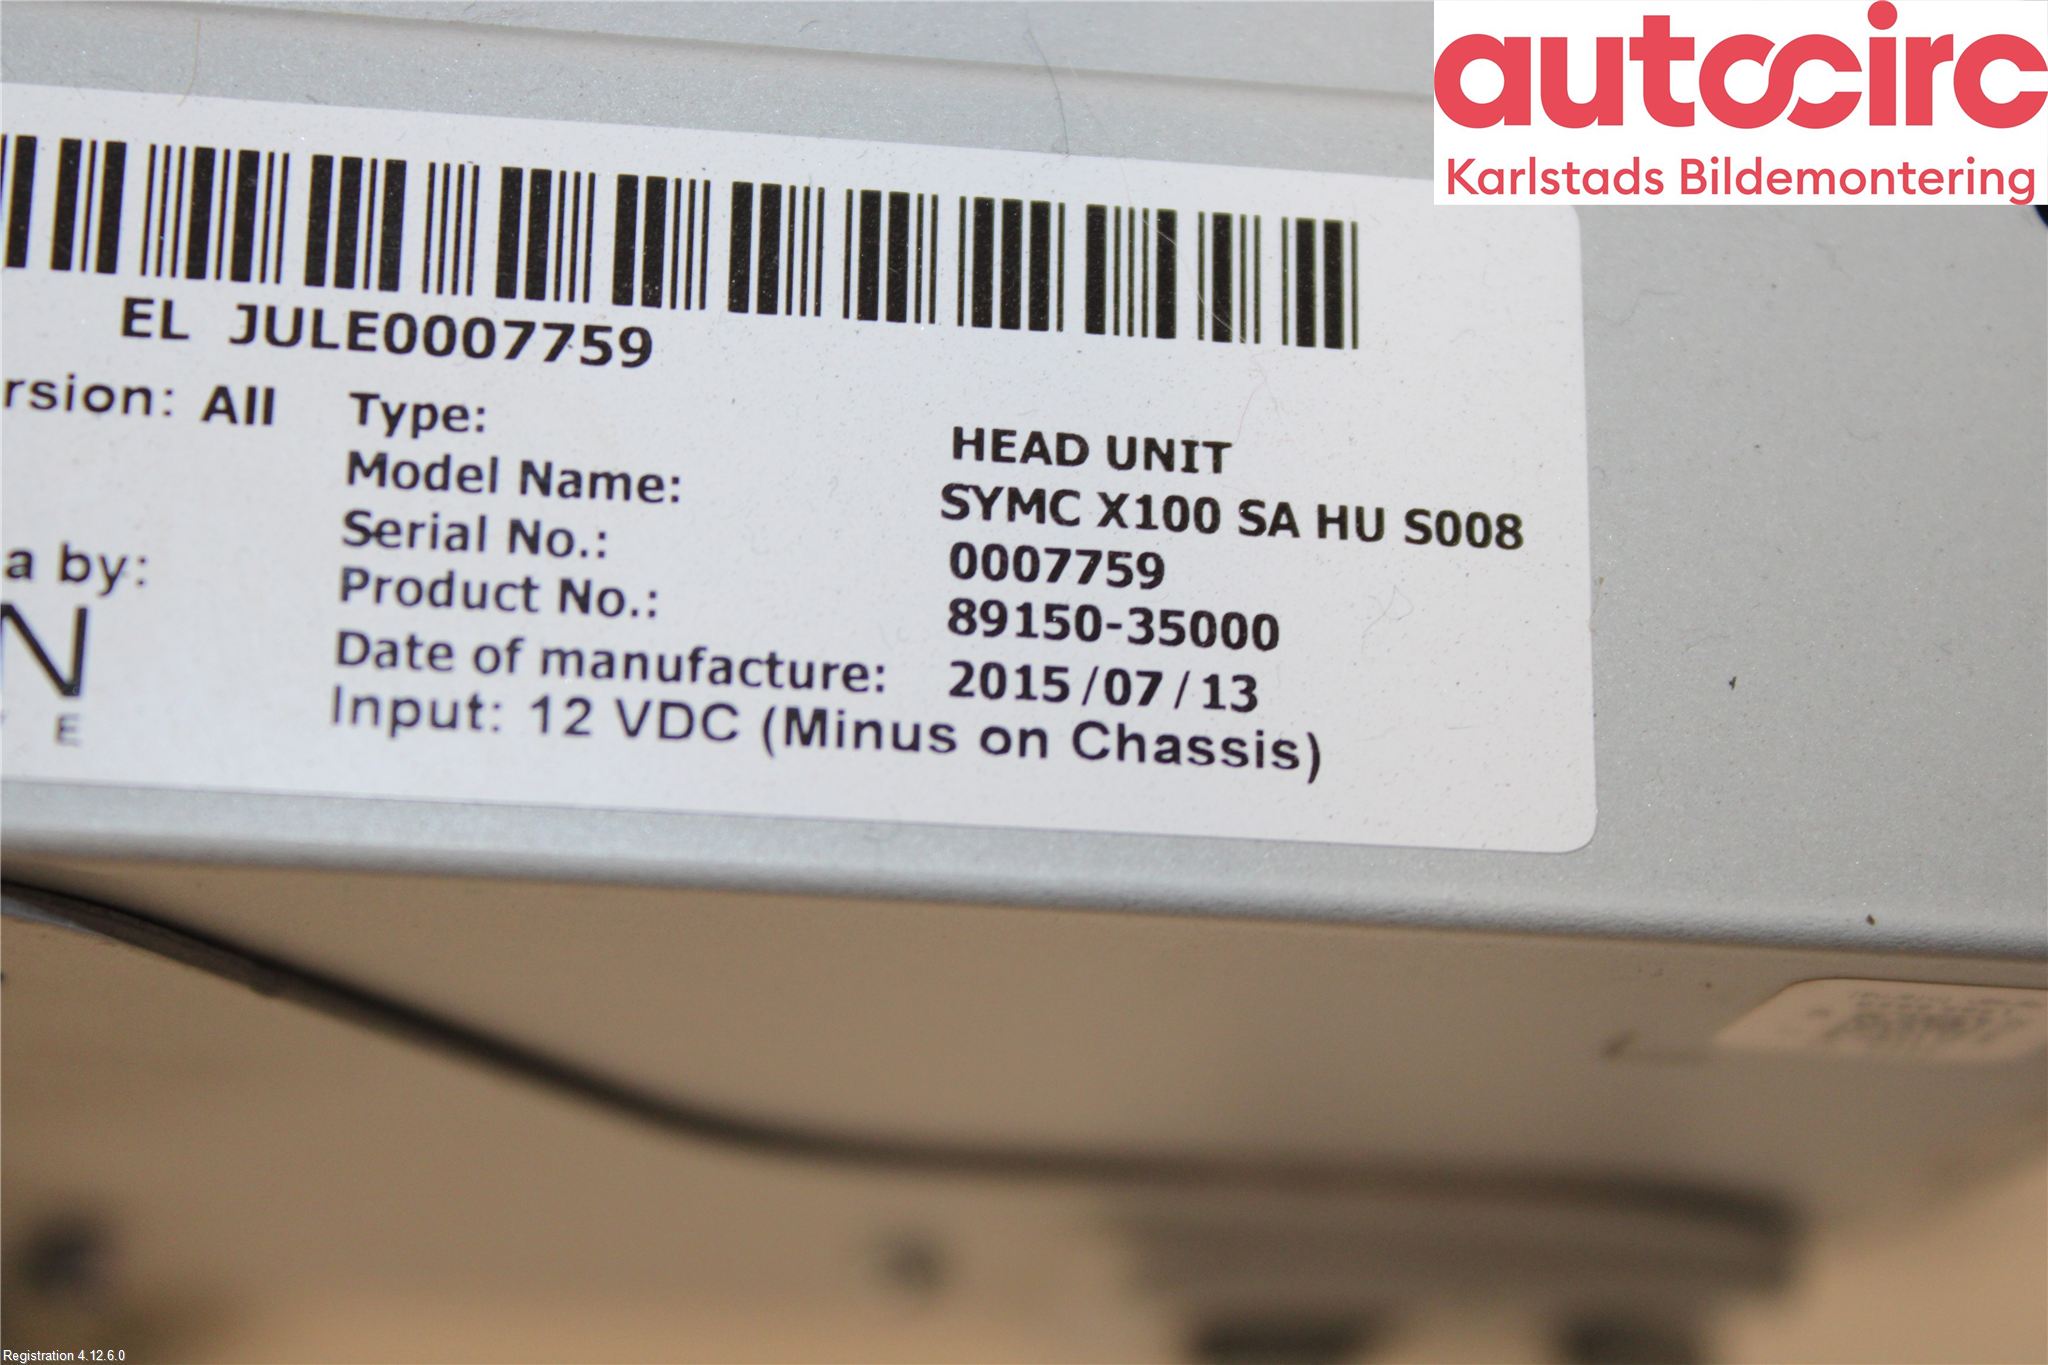 autocirc
Karlstads Bildemontering
EL JULE0007759
rsion: All
Type: HEAD UNIT
Model Name: SYMC X100 SA HU S008
Serial No.: 0007759
a by:
Product No.: 89150-35000
N
Date of manufacture: 2015/07/13
E
Input: 12 VDC (Minus on Chassis)
Registration 4.12.6.0